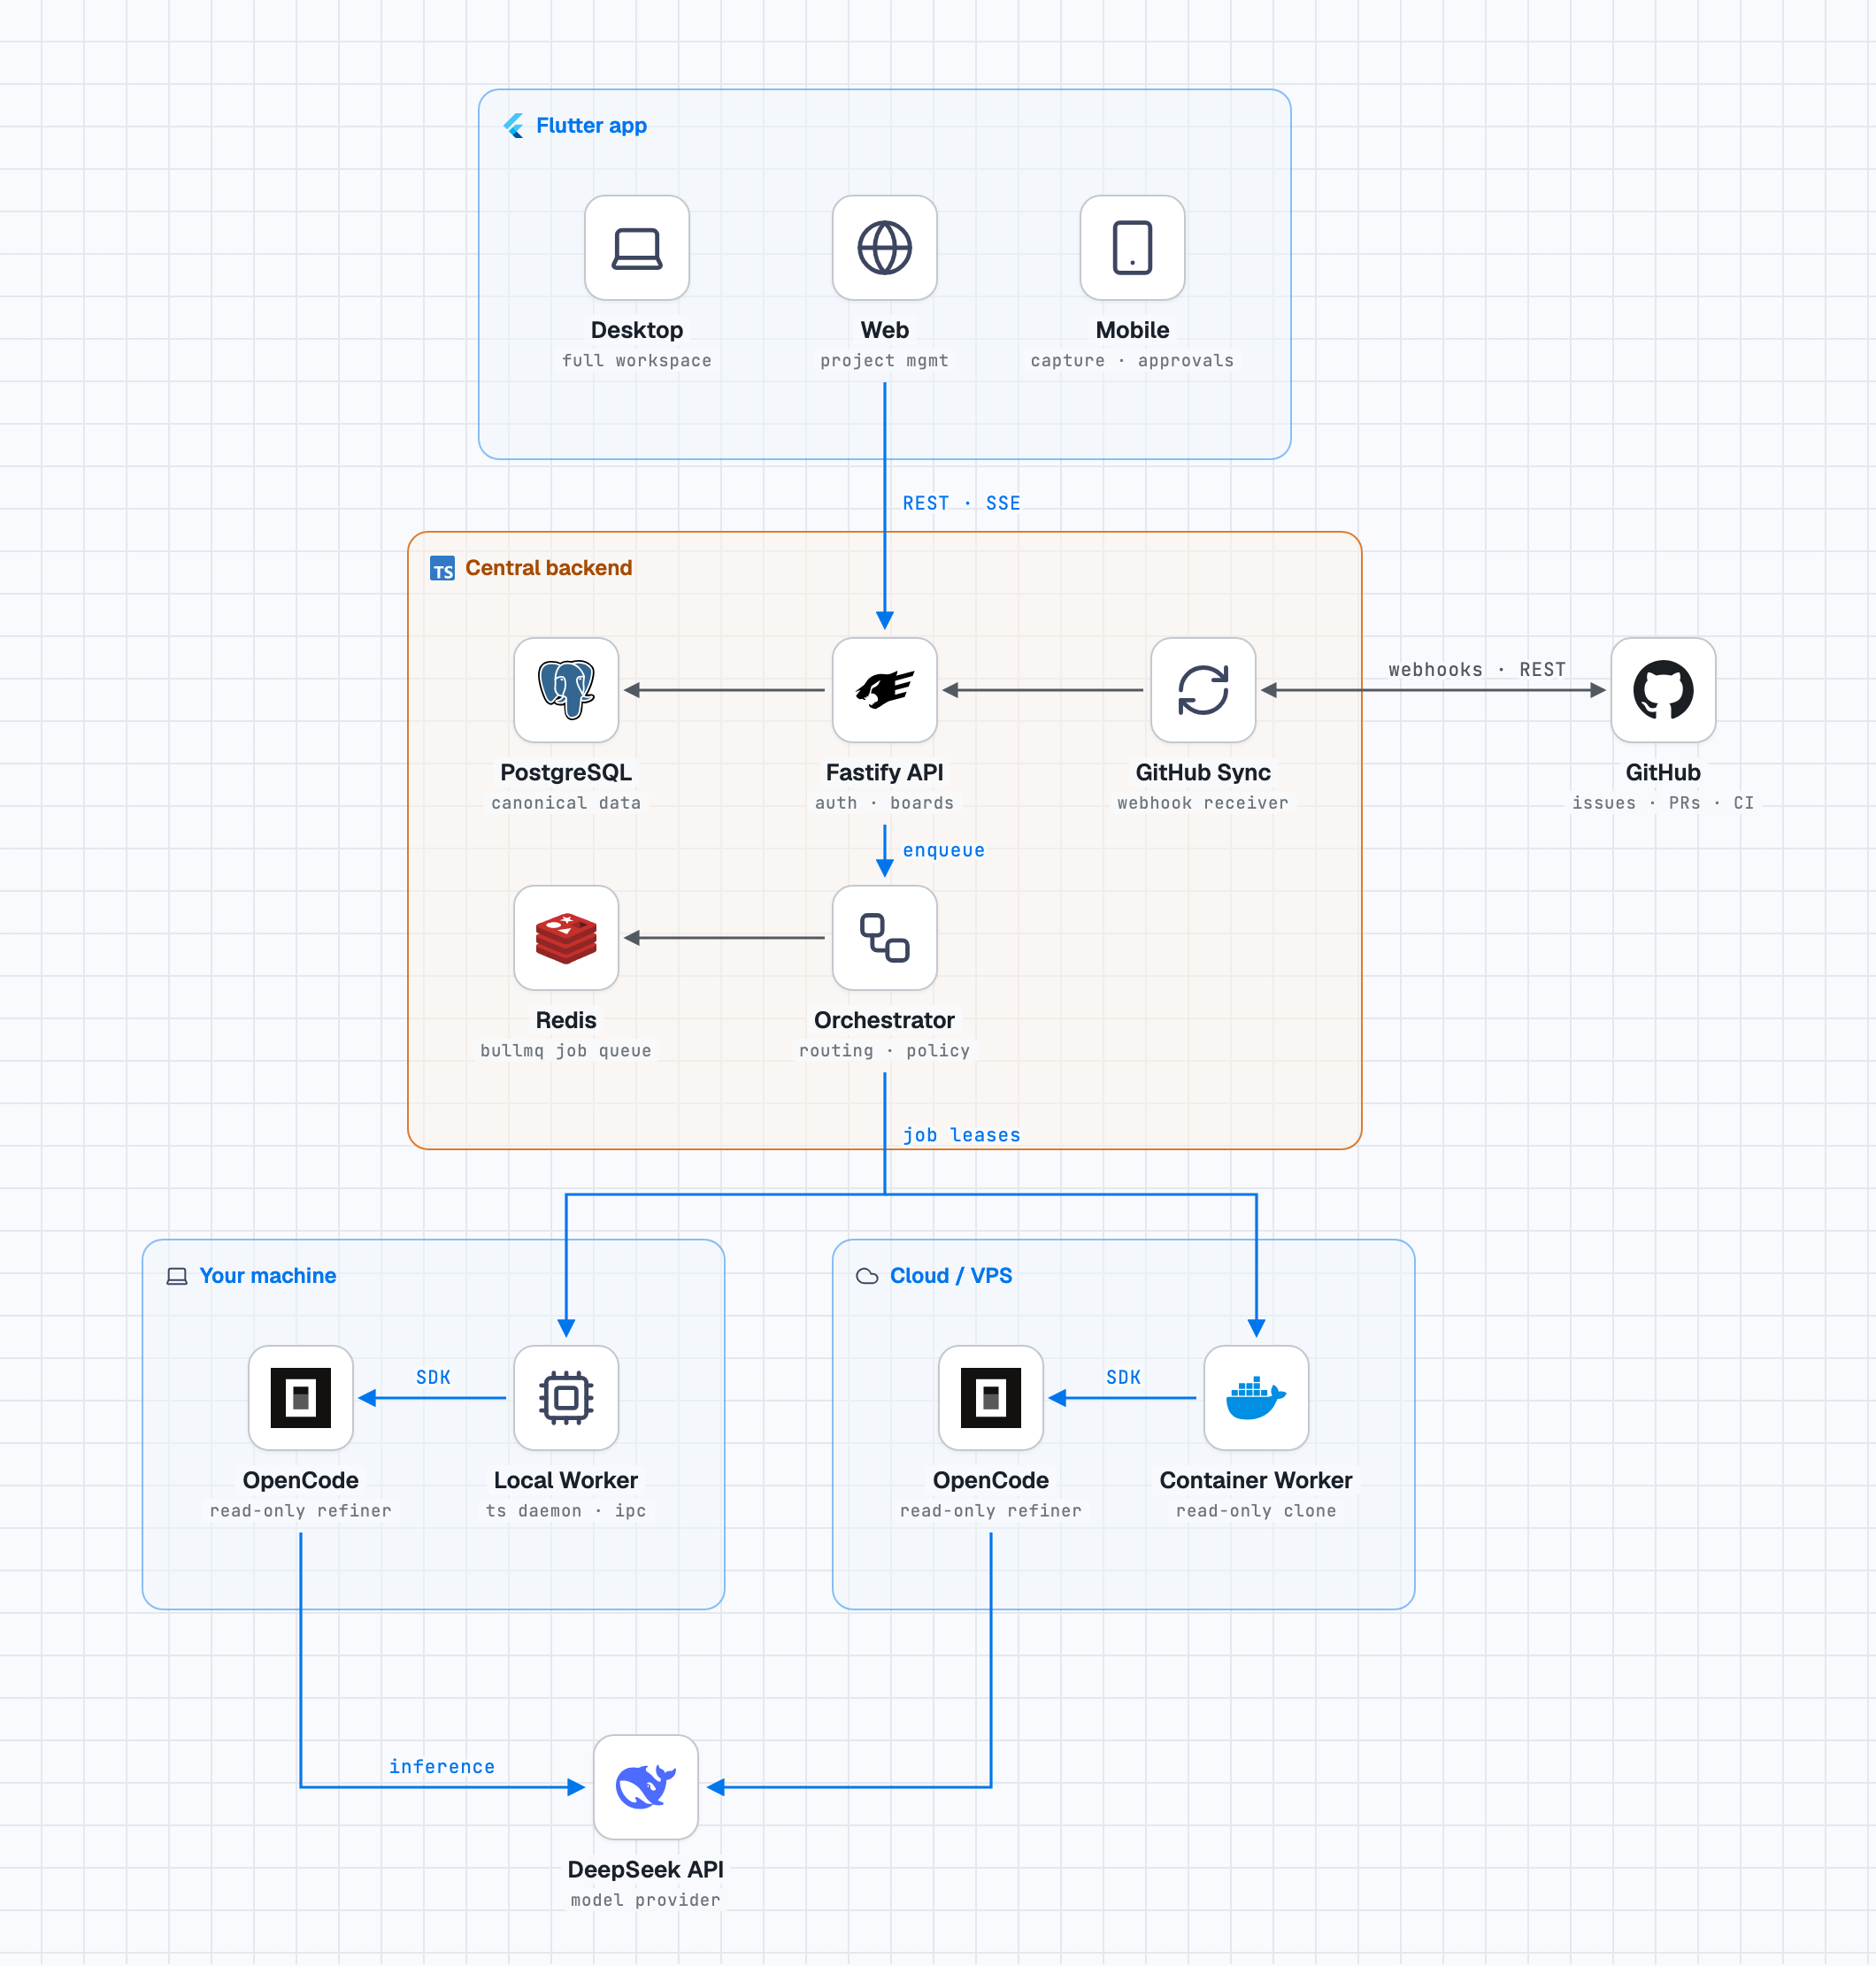 Flutter app
Desktop
full workspace
Web
project mgmt
Mobile
capture · approvals
REST · SSE
TS
Central backend
webhooks · REST
PostgreSQL
canonical data
Fastify API
auth · boards
GitHub Sync
webhook receiver
GitHub
issues · PRs · CI
enqueue
Redis
bullmq job queue
Orchestrator
routing · policy
job leases
Your machine
SDK
OpenCode
read-only refiner
Local Worker
ts daemon · ipc
Cloud / VPS
SDK
OpenCode
read-only refiner
Container Worker
read-only clone
inference
DeepSeek API
model provider